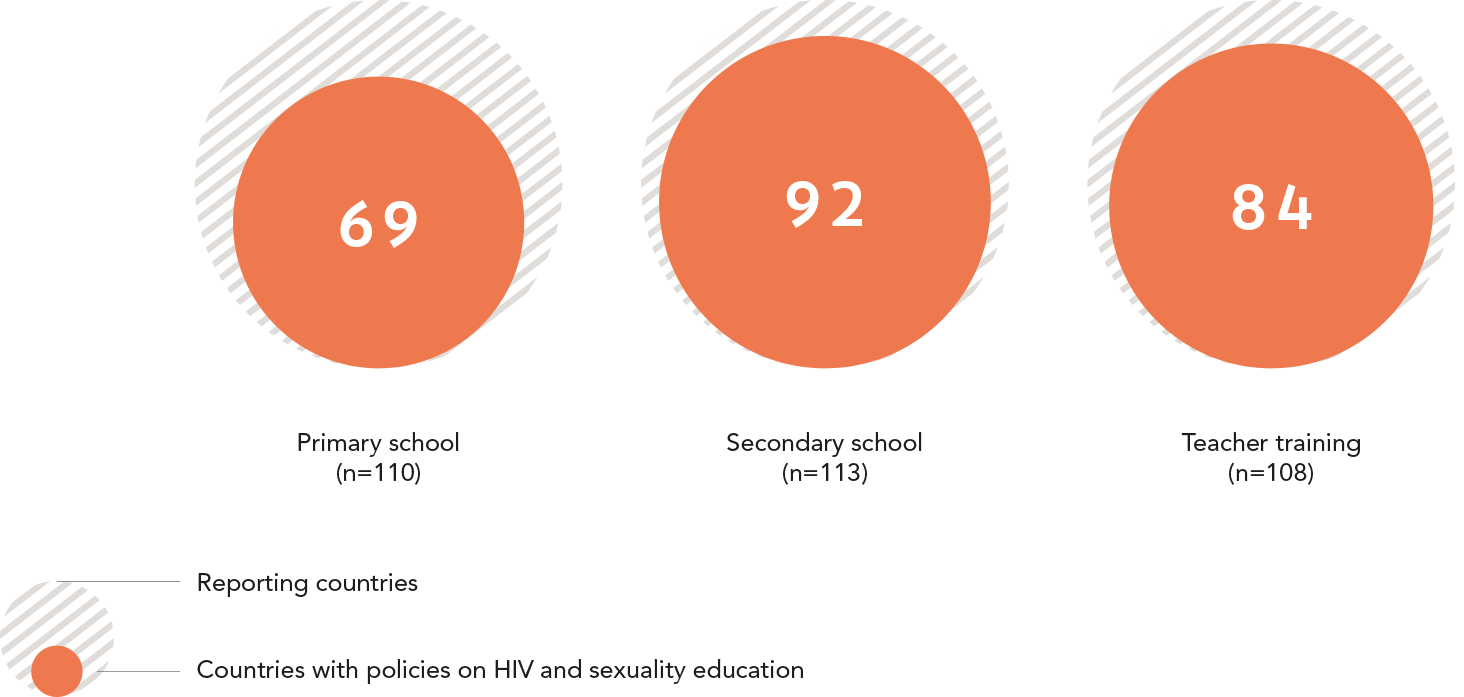 69
92
84
Primary school
(n=110)
Secondary school
(n=113)
Teacher training
(n=108)
Reporting countries
Countries with policies on HIV and sexuality education